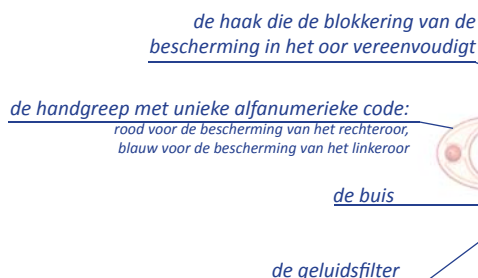 de haak die de blokkering van de
bescherming in het oor vereenvoudigt
de handgreep met unieke alfanumerieke code:
rood voor de bescherming van het rechteroor,
blauw voor de bescherming van het linkeroor
de buis
de geluidsfilter